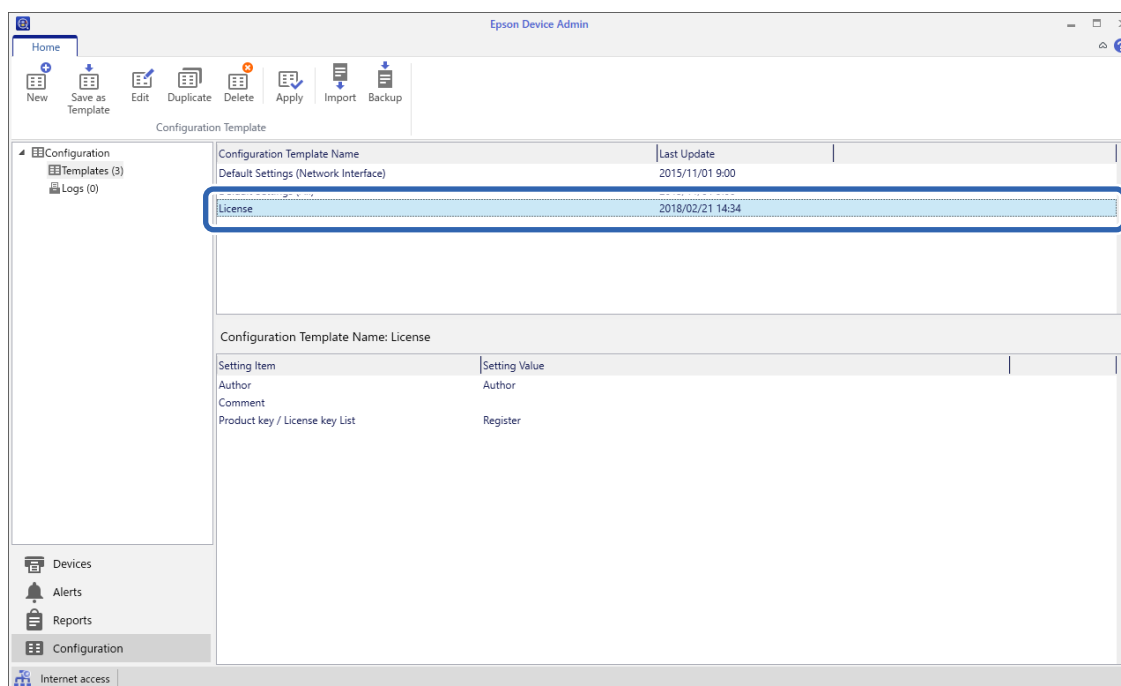 Epson Device Admin
Home
New
Save as
Template
Edit
Duplicate
Delete
Apply
Import
Backup
Configuration Template
Configuration
Templates (3)
Logs (0)
Configuration Template Name Last Update
Default Settings (Network Interface) 2015/11/01 9:00
License 2018/02/21 14:34
Configuration Template Name: License
Setting Item Setting Value
Author Author
Comment
Product key / License key List Register
Devices
Alerts
Reports
Configuration
Internet access